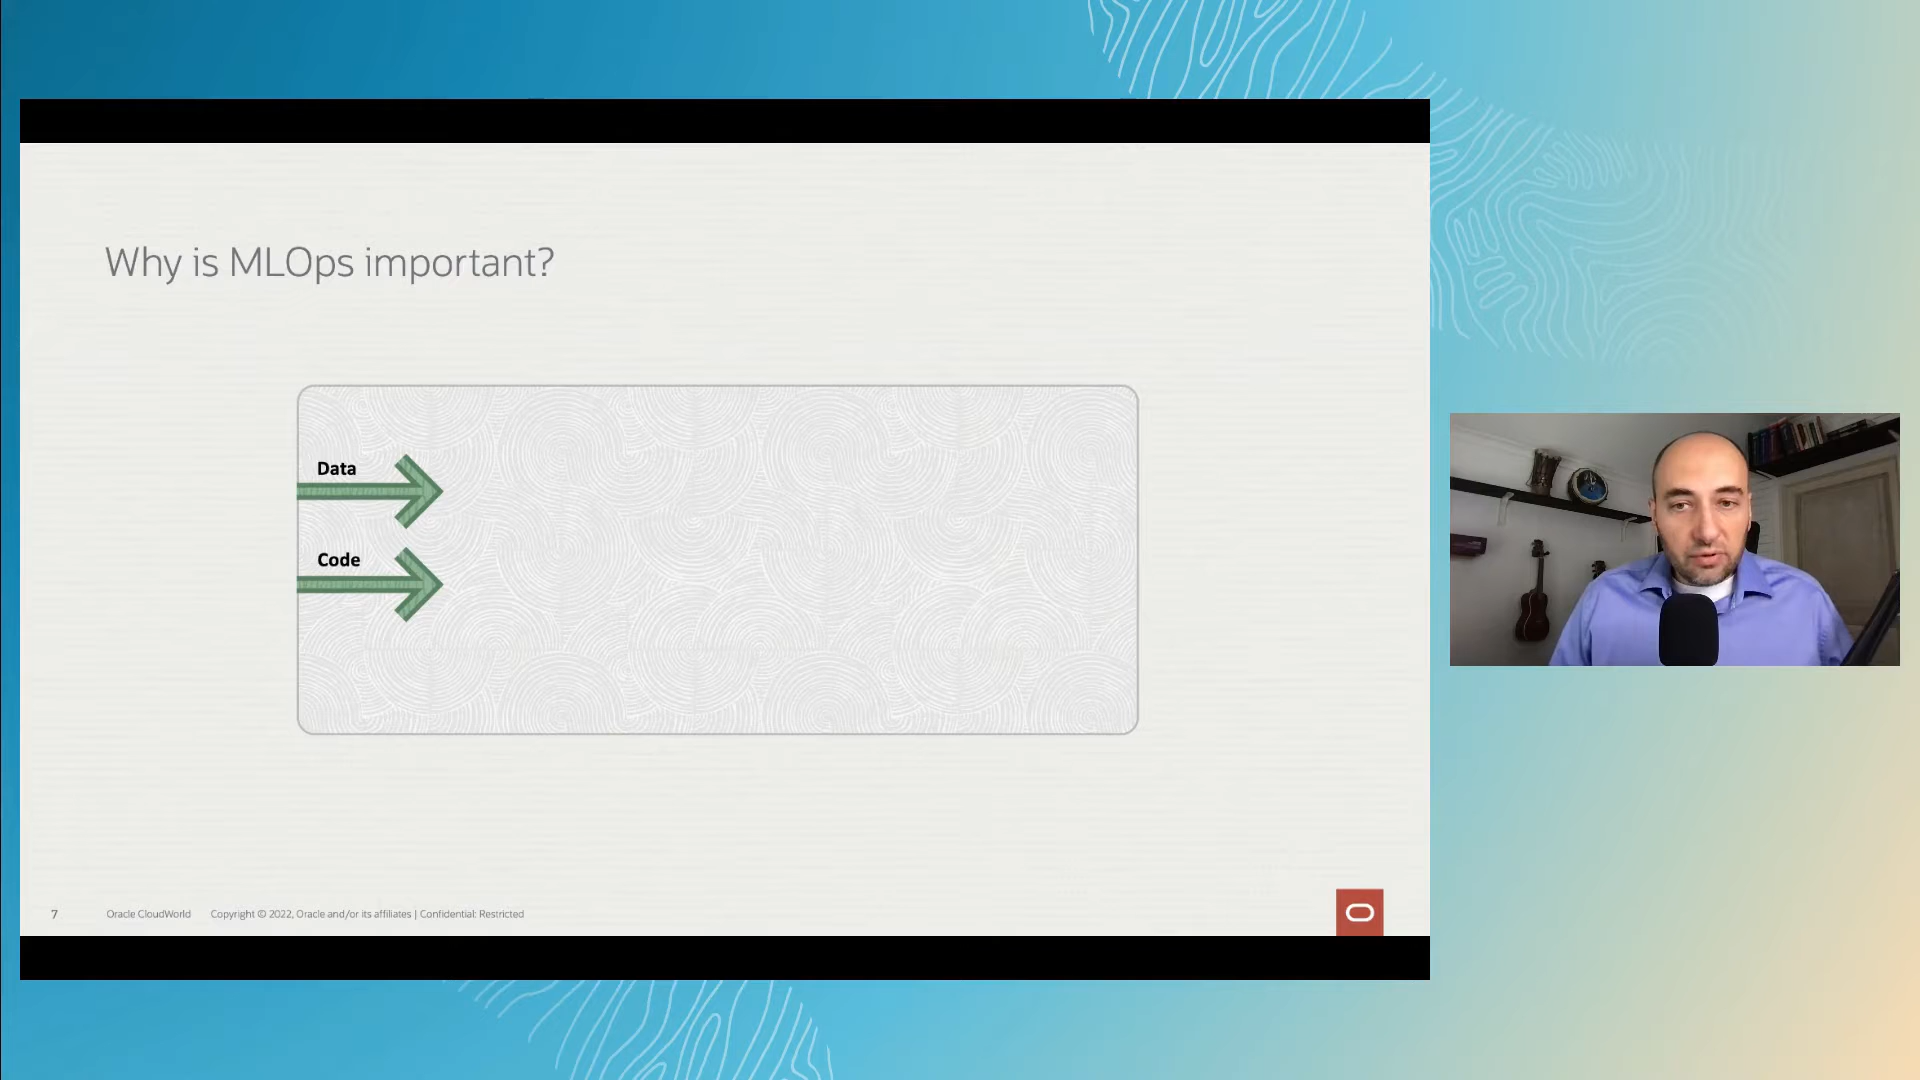 Why is MLOps important?
Data
Code
7 Oracle CloudWorld Copyright © 2022, Oracle and/or its affiliates | Confidential: Restricted